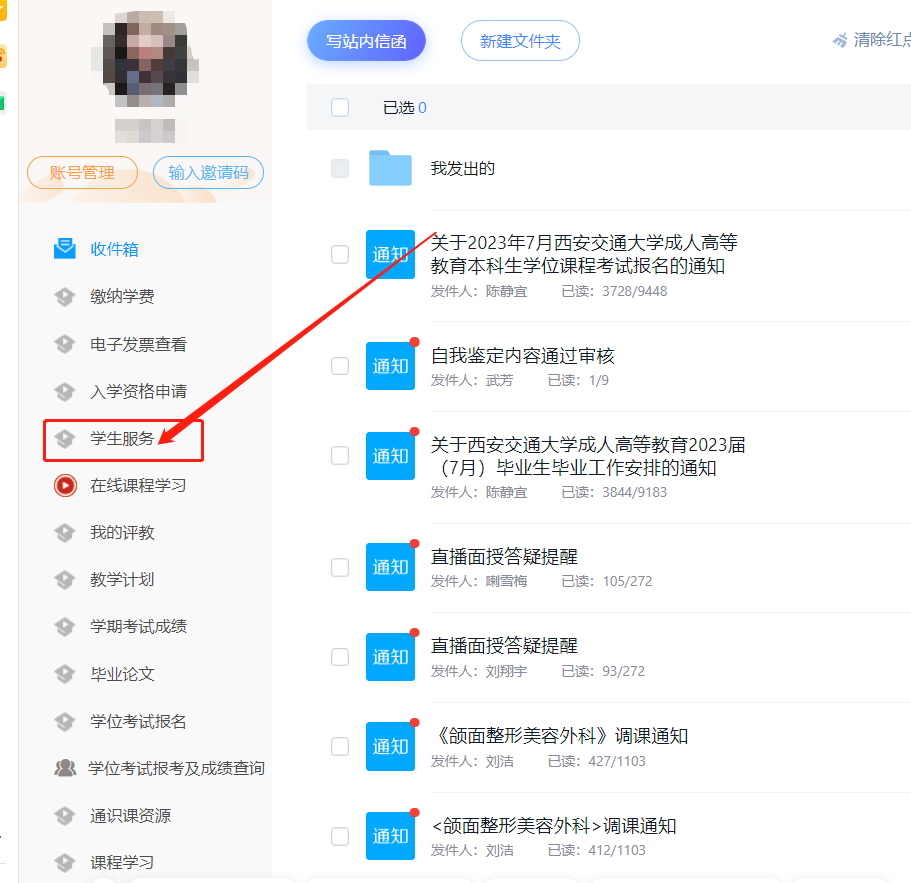 写站内信函
新建文件夹
清除红点
已选 0
账号管理
输入邀请码
收件箱
缴纳学费
电子发票查看
入学资格申请
学生服务
在线课程学习
我的评教
教学计划
学期考试成绩
毕业论文
学位考试报名
学位考试报考及成绩查询
通识课资源
课程学习
我发出的
通知
关于2023年7月西安交通大学成人高等
教育本科生学位课程考试报名的通知
发件人：陈静宜 已读：3728/9448
通知
自我鉴定内容通过审核
发件人：武芳 已读：1/9
通知
关于西安交通大学成人高等教育2023届
（7月）毕业生毕业工作安排的通知
发件人：陈静宜 已读：3844/9183
通知
直播面授答疑提醒
发件人：喇雪梅 已读：105/272
通知
直播面授答疑提醒
发件人：刘翔宇 已读：93/272
通知
《颌面整形美容外科》调课通知
发件人：刘洁 已读：427/1103
通知
<颌面整形美容外科>调课通知
发件人：刘洁 已读：412/1103